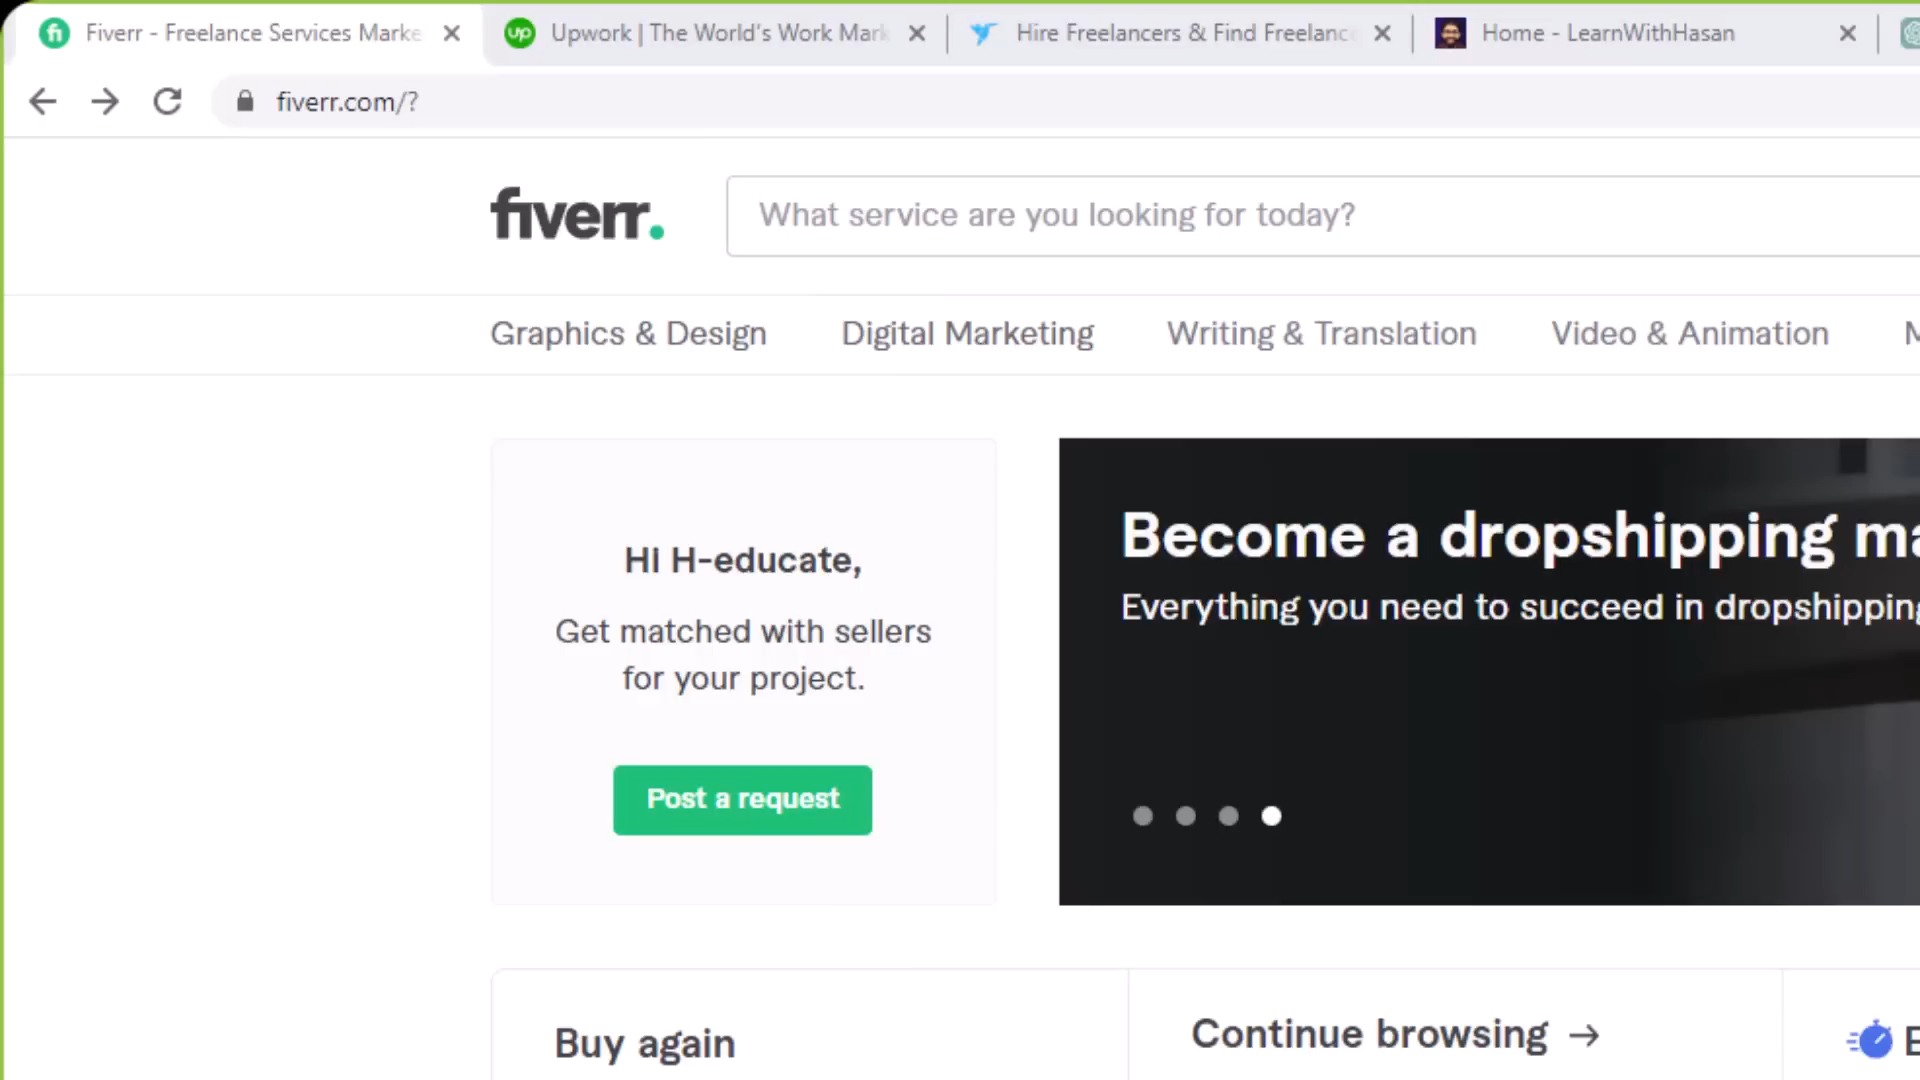 fi Fiverr - Freelance Services Marke
up Upwork | The World's Work Mark
Hire Freelancers & Find Freelanc
Home - LearnWithHasan
fiverr.com/?
fiverr.
What service are you looking for today?
Graphics & Design
Digital Marketing
Writing & Translation
Video & Animation
M
Hi H-educate,
Get matched with sellers
for your project.
Post a request
Become a dropshipping ma
Everything you need to succeed in dropshipping
Buy again
Continue browsing →